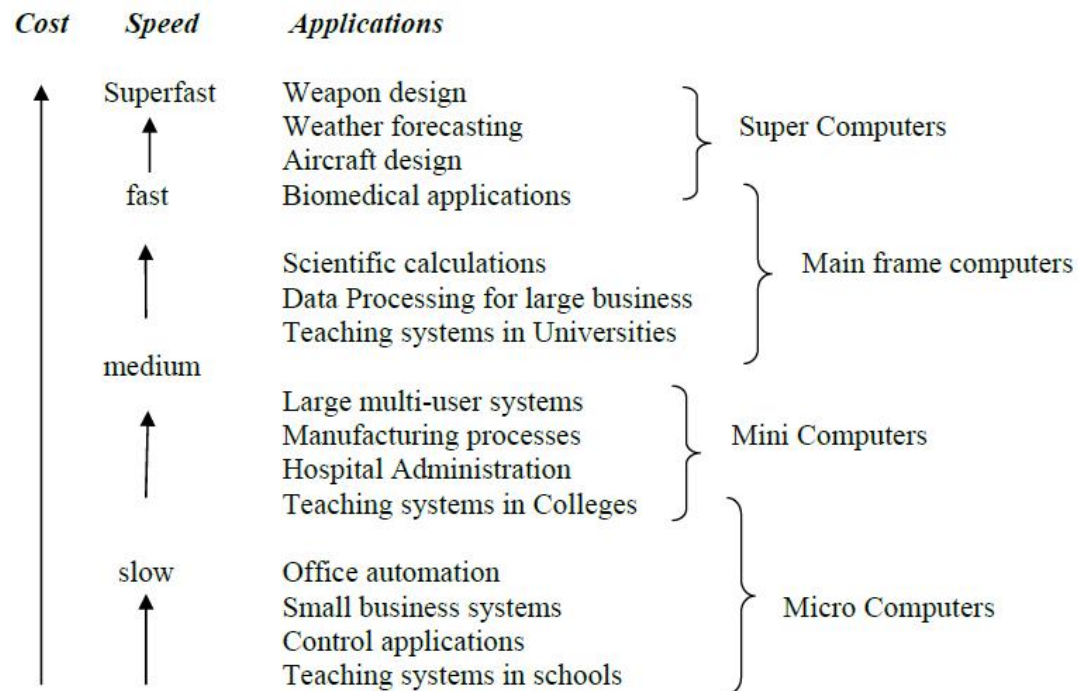 Cost Speed Applications
Superfast Weapon design
Weather forecasting Super Computers
Aircraft design
fast Biomedical applications
Scientific calculations Main frame computers
Data Processing for large business
Teaching systems in Universities
medium
Large multi-user systems
Manufacturing processes Mini Computers
Hospital Administration
Teaching systems in Colleges
slow Office automation
Small business systems Micro Computers
Control applications
Teaching systems in schools